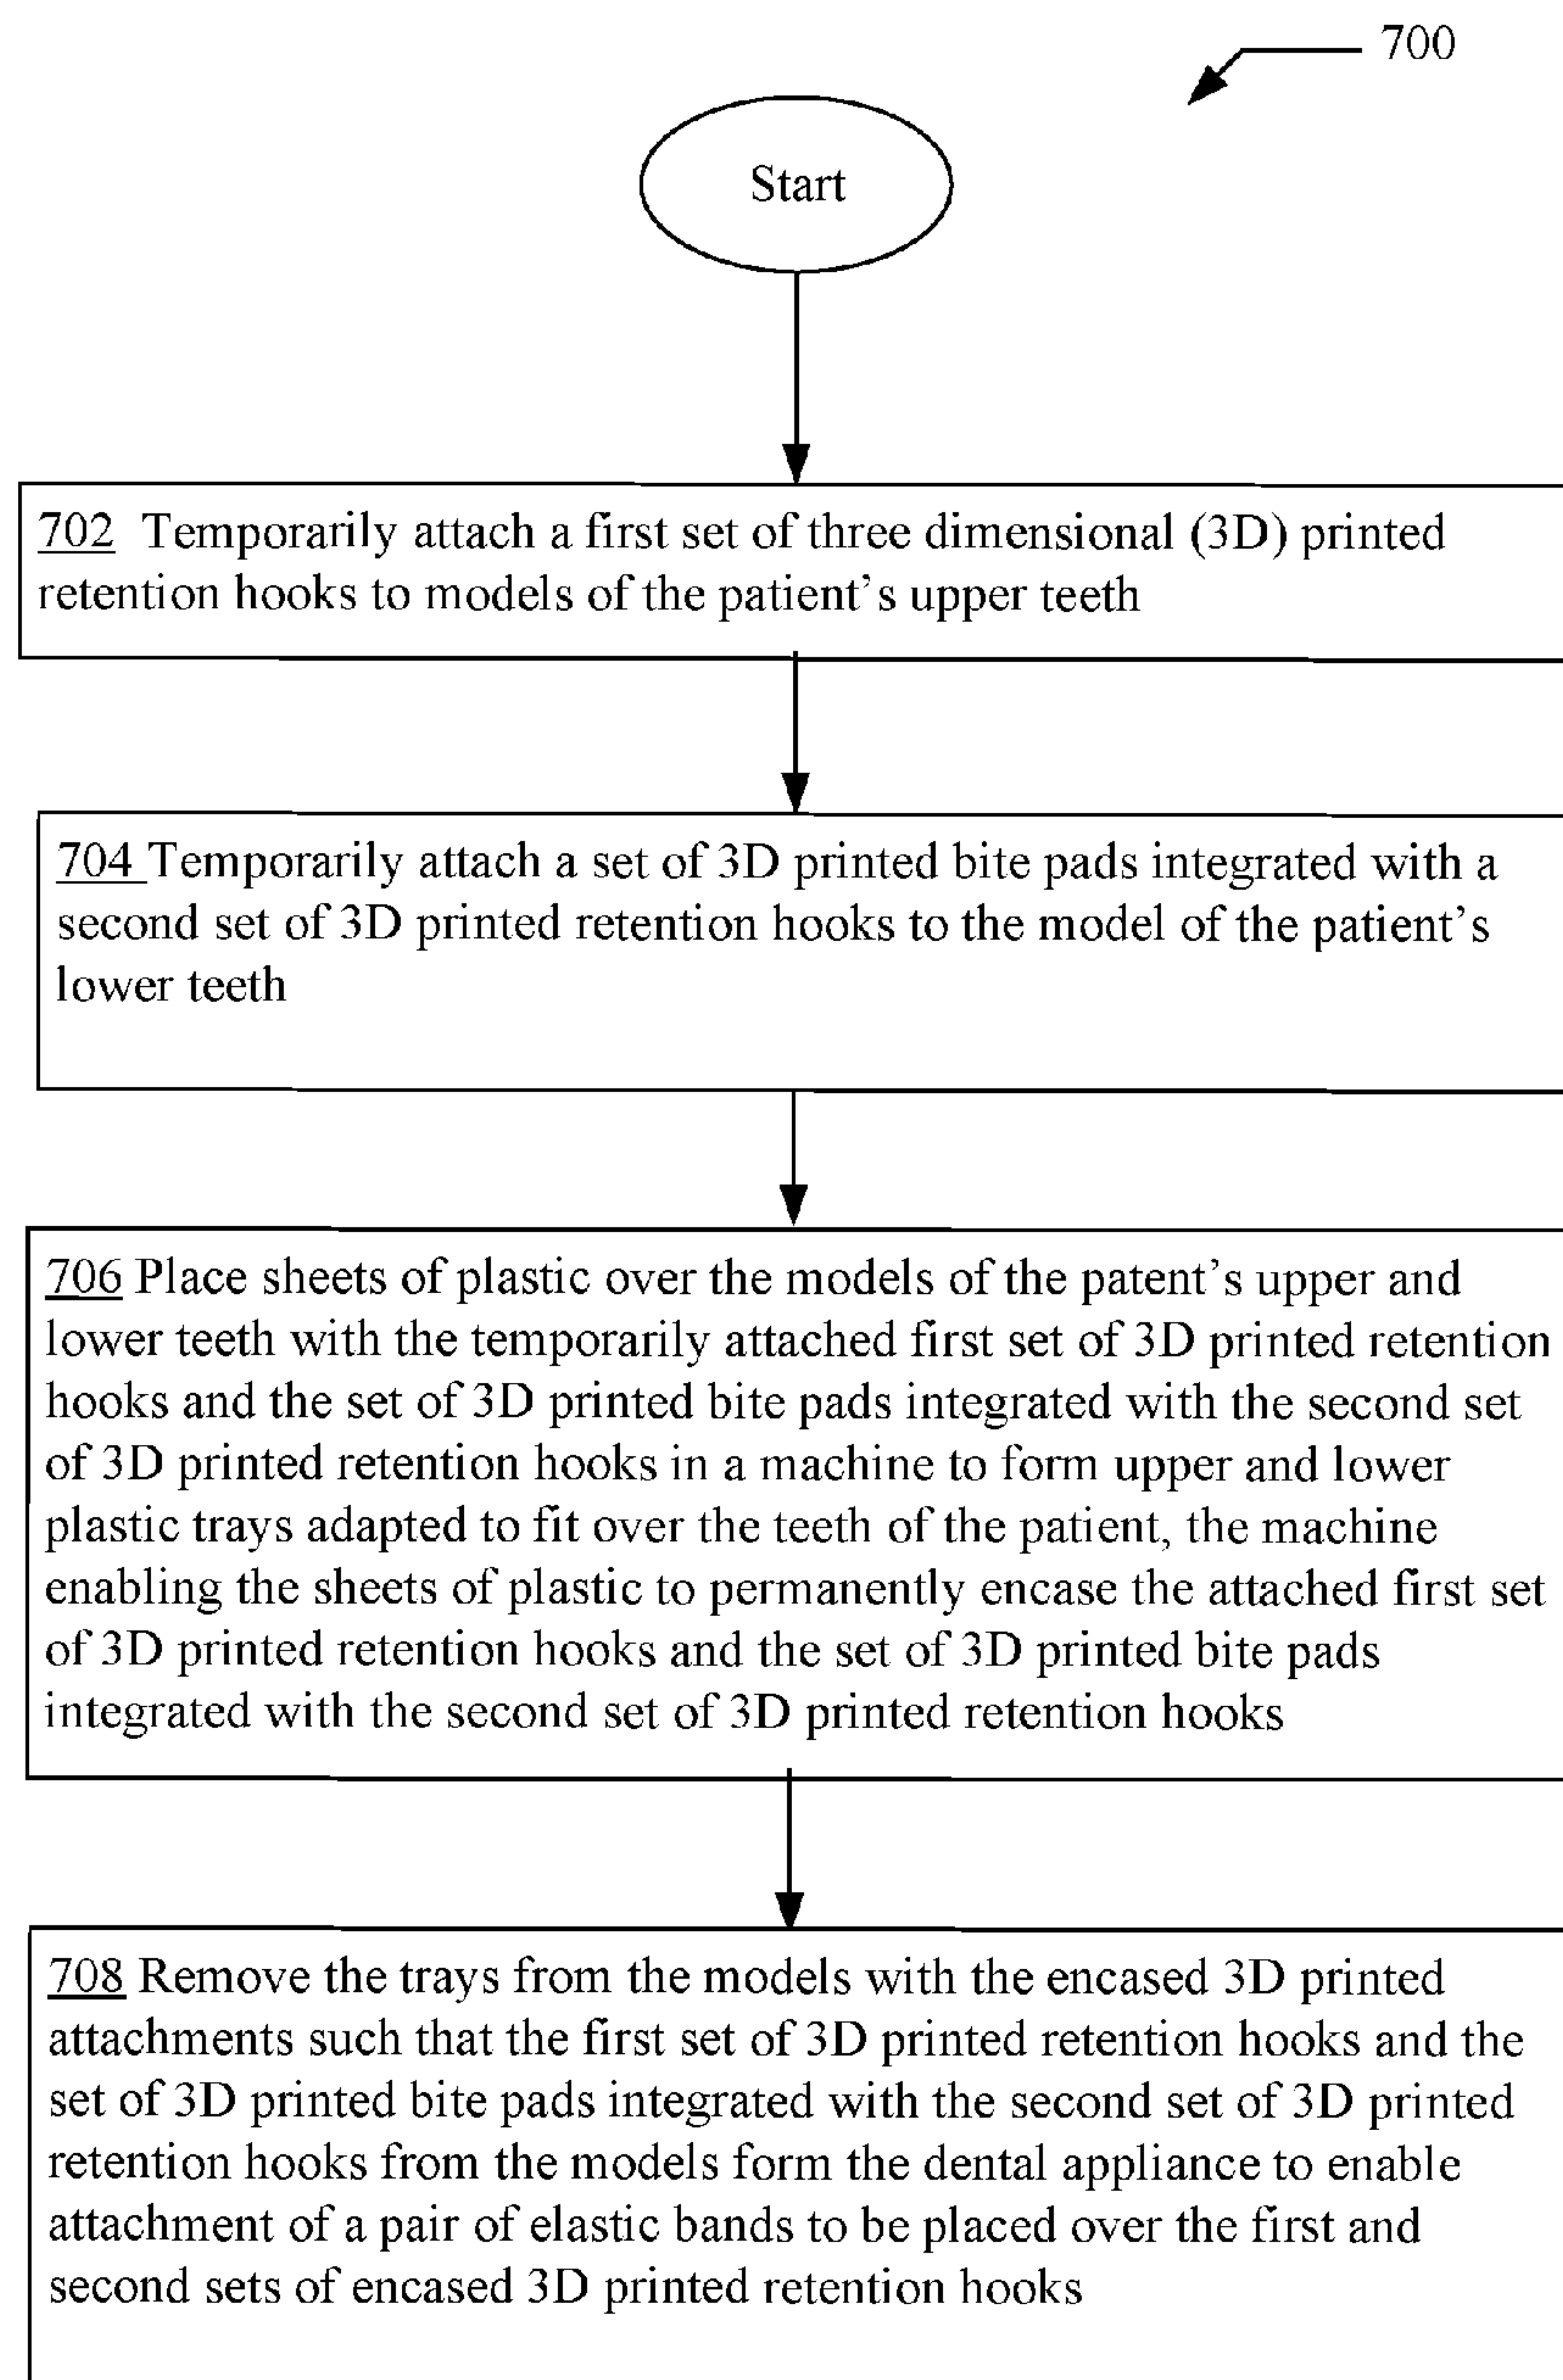 700
Start
702 Temporarily attach a first set of three dimensional (3D) printed
retention hooks to models of the patient's upper teeth
704 Temporarily attach a set of 3D printed bite pads integrated with a
second set of 3D printed retention hooks to the model of the patient's
lower teeth
706 Place sheets of plastic over the models of the patent's upper and
lower teeth with the temporarily attached first set of 3D printed retention
hooks and the set of 3D printed bite pads integrated with the second set
of 3D printed retention hooks in a machine to form upper and lower
plastic trays adapted to fit over the teeth of the patient, the machine
enabling the sheets of plastic to permanently encase the attached first set
of 3D printed retention hooks and the set of 3D printed bite pads
integrated with the second set of 3D printed retention hooks
708 Remove the trays from the models with the encased 3D printed
attachments such that the first set of 3D printed retention hooks and the
set of 3D printed bite pads integrated with the second set of 3D printed
retention hooks from the models form the dental appliance to enable
attachment of a pair of elastic bands to be placed over the first and
second sets of encased 3D printed retention hooks